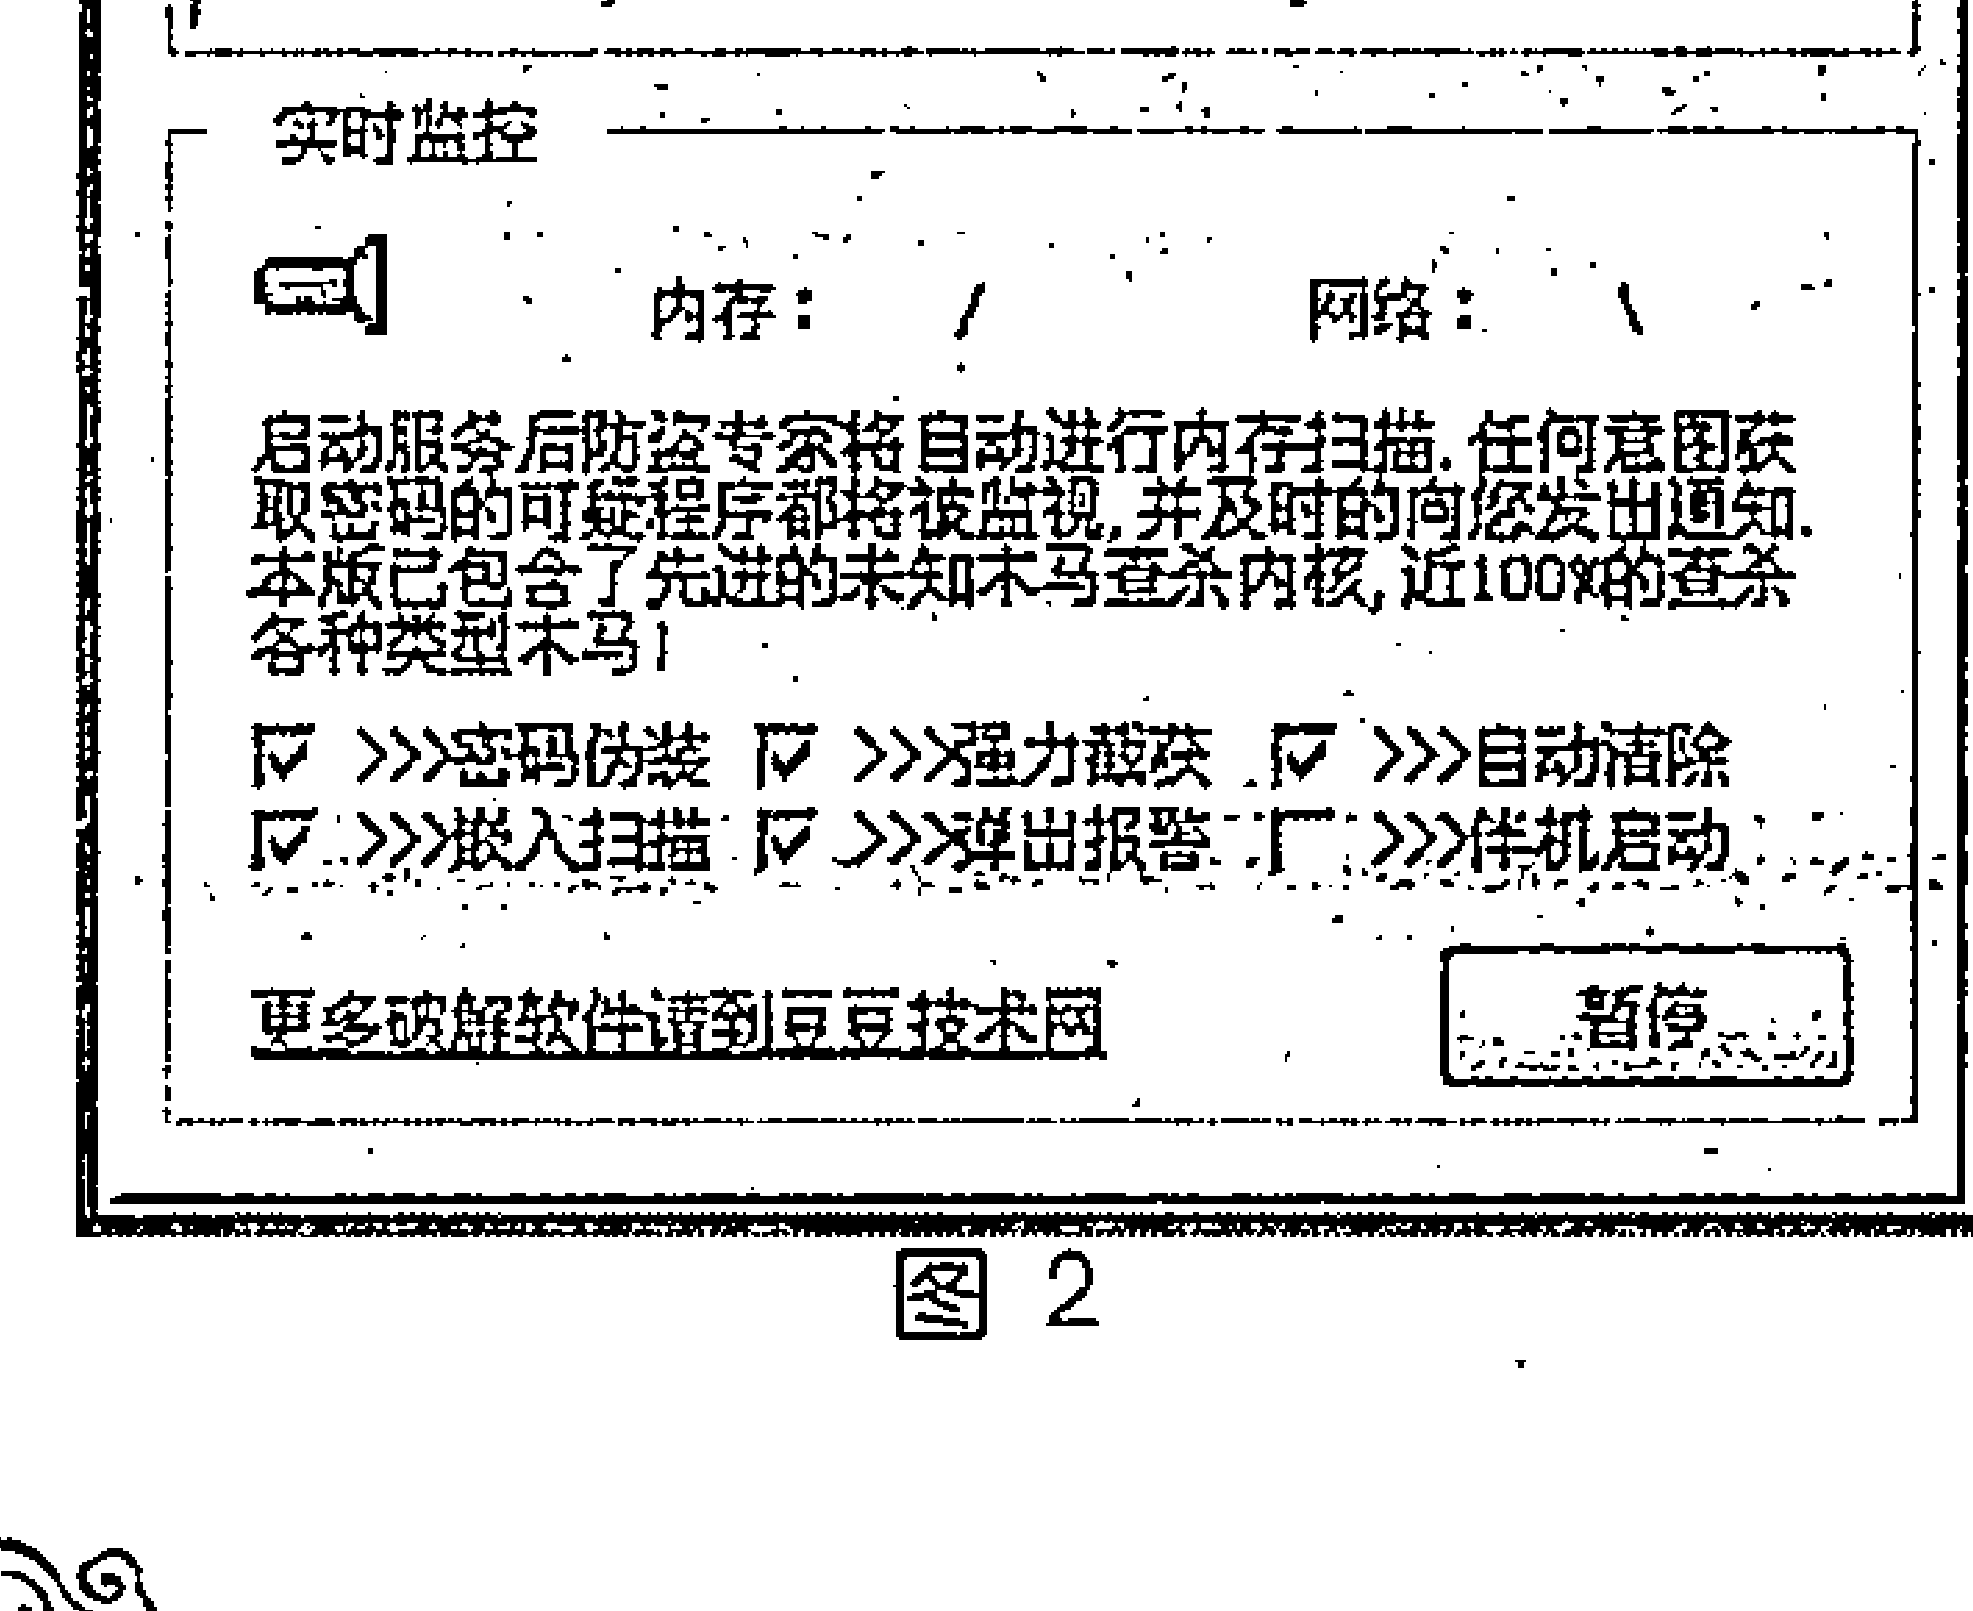 实时监控
内存: / 网络: \
启动服务后防盗专家将自动进行内存扫描.任何意图获
取密码的可疑程序都将被监视,并及时的向您发出通知.
本版已包含了先进的未知木马查杀内核,近100%的查杀
各种类型木马!
>>>密码伪装 >>>强力截获 >>>自动清除
>>>嵌入扫描 >>>弹出报告 >>>伴机启动
更多破解软件请到豆豆技术网
暂停
图 2